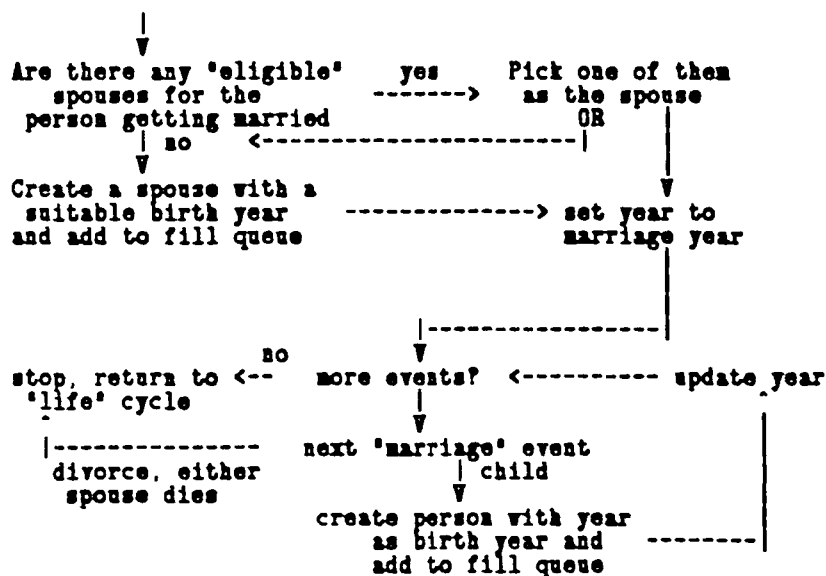 Are there any "eligible" yes Pick one of them
spouses for the -------> as the spouse
person getting married OR
| no <------------------|
Create a spouse with a
suitable birth year -------------> set year to
and add to fill queue marriage year
|------------------
no
stop, return to <-- more events? <---------- update year
"life" cycle
|--------------- next "marriage" event
divorce, either | child
spouse dies
create person with year
as birth year and --------
add to fill queue